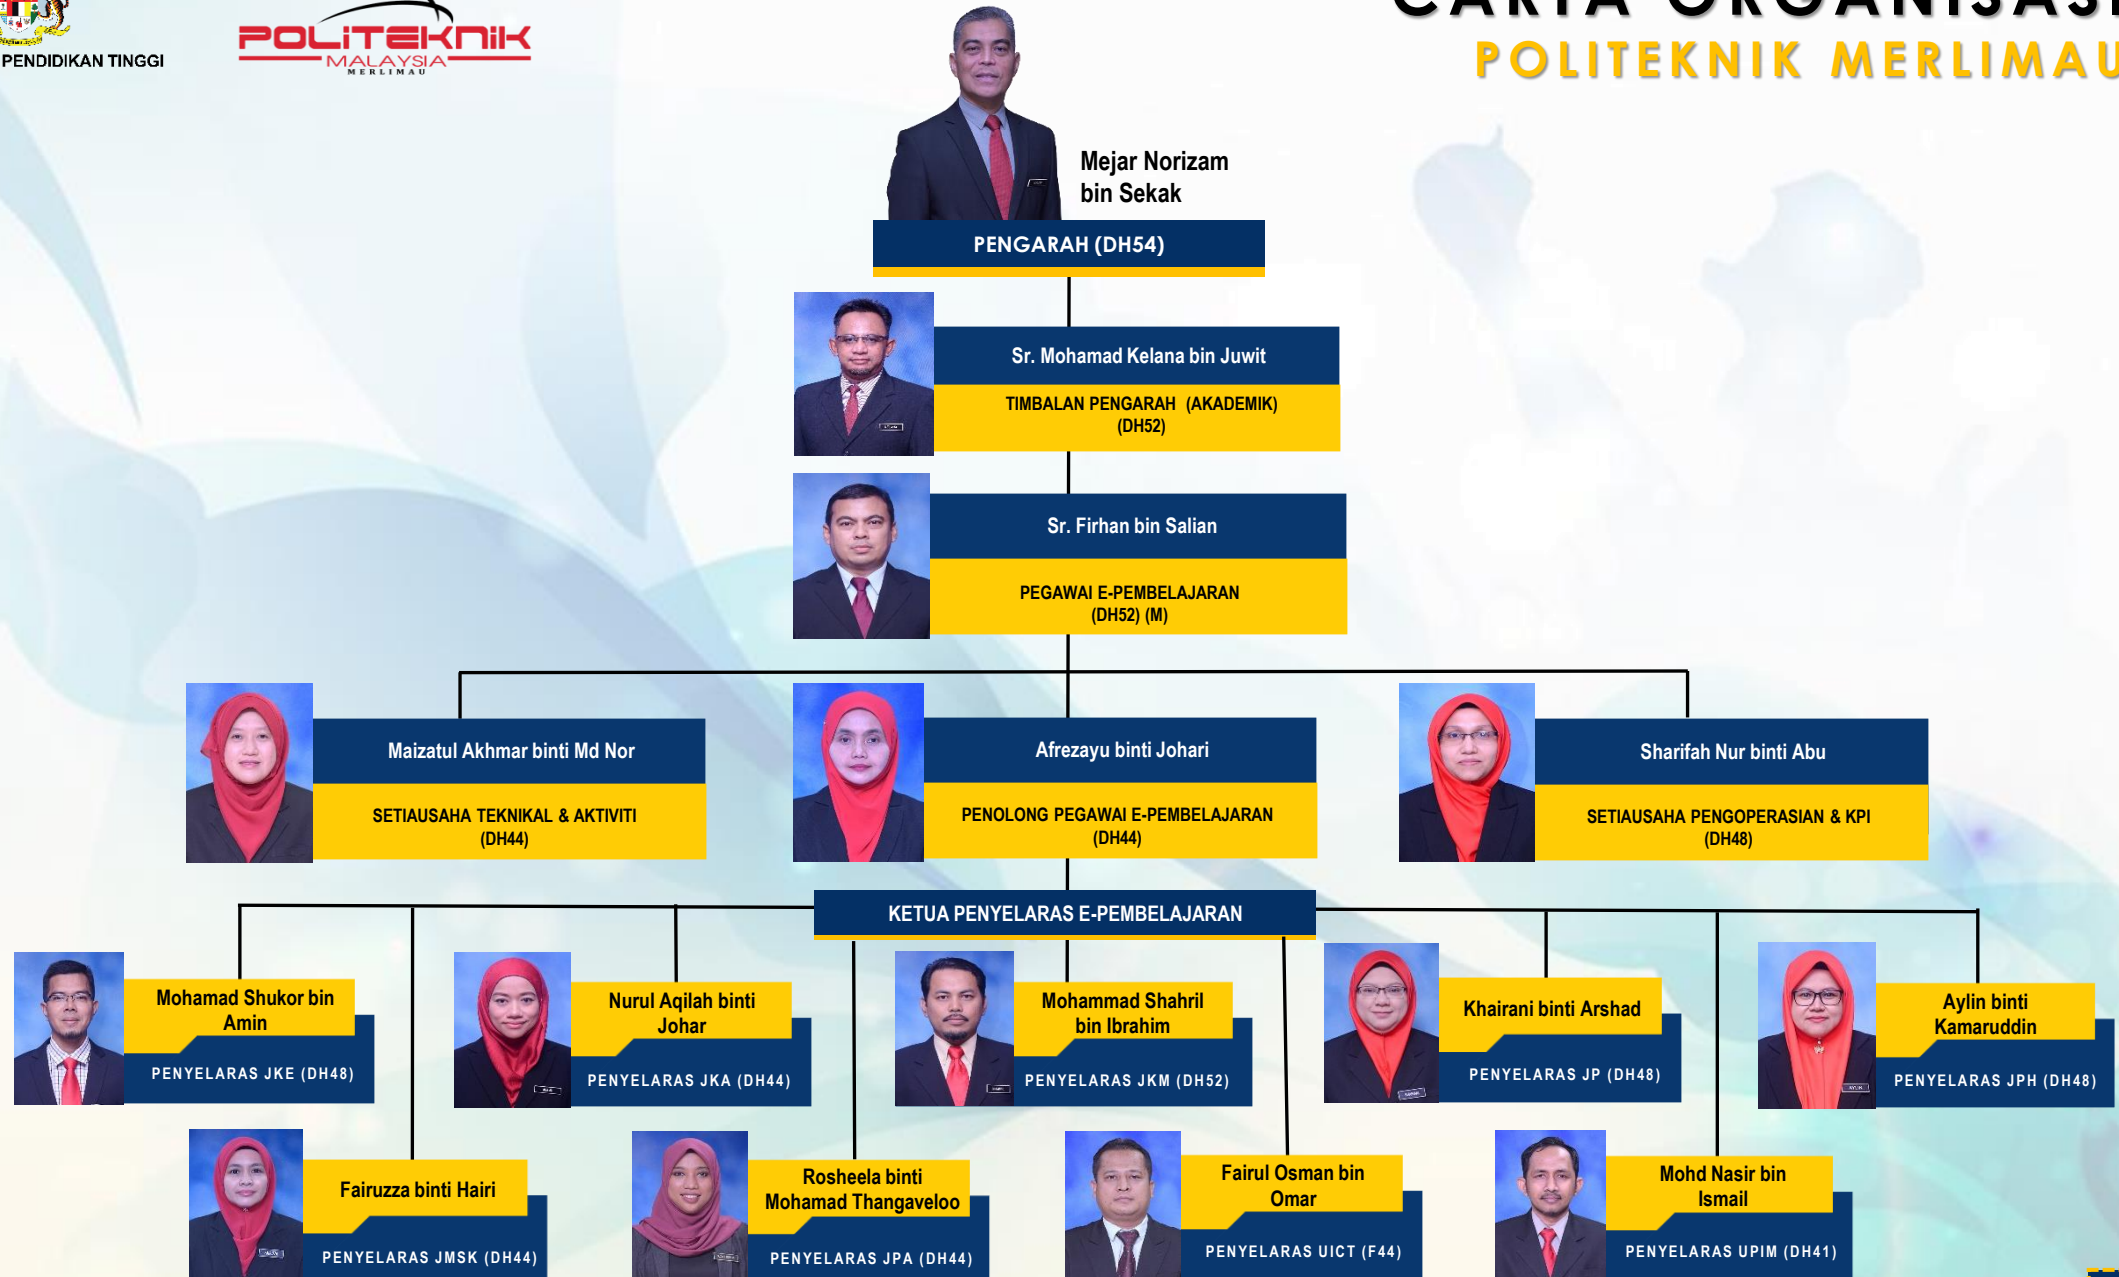 PENDIDIKAN TINGGI
POLITEKNIK
MALAYSIA
MERLIMAU
CARTA ORGANISASI
POLITEKNIK MERLIMAU
Mejar Norizam
bin Sekak
PENGARAH (DH54)
Sr. Mohamad Kelana bin Juwit
TIMBALAN PENGARAH (AKADEMIK)
(DH52)
Sr. Firhan bin Salian
PEGAWAI E-PEMBELAJARAN
(DH52) (M)
Maizatul Akhmar binti Md Nor
SETIAUSAHA TEKNIKAL & AKTIVITI
(DH44)
Afrezayu binti Johari
PENOLONG PEGAWAI E-PEMBELAJARAN
(DH44)
Sharifah Nur binti Abu
SETIAUSAHA PENGOPERASIAN & KPI
(DH48)
KETUA PENYELARAS E-PEMBELAJARAN
Mohamad Shukor bin
Amin
PENYELARAS JKE (DH48)
Nurul Aqilah binti
Johar
PENYELARAS JKA (DH44)
Mohammad Shahril
bin Ibrahim
PENYELARAS JKM (DH52)
Khairani binti Arshad
PENYELARAS JP (DH48)
Aylin binti
Kamaruddin
PENYELARAS JPH (DH48)
Fairuzza binti Hairi
PENYELARAS JMSK (DH44)
Rosheela binti
Mohamad Thangaveloo
PENYELARAS JPA (DH44)
Fairul Osman bin
Omar
PENYELARAS UICT (F44)
Mohd Nasir bin
Ismail
PENYELARAS UPIM (DH41)